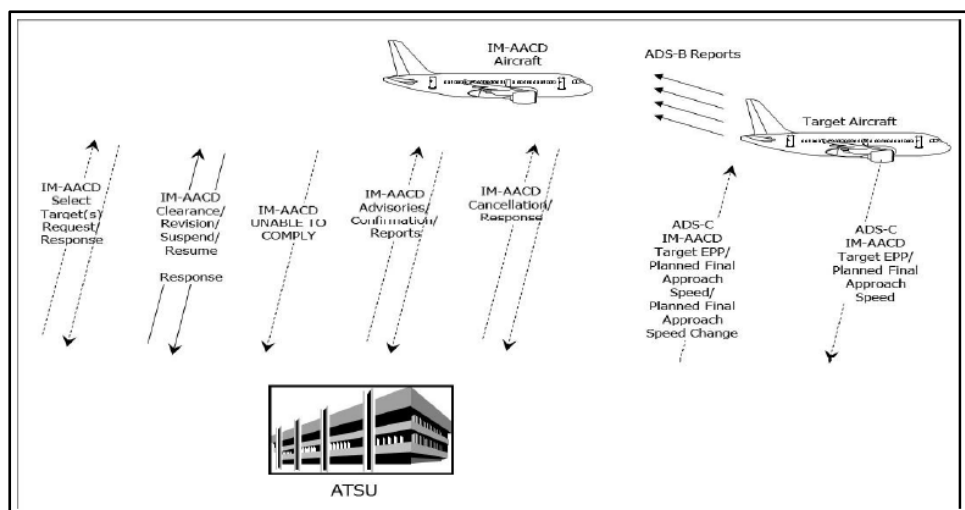 IM-AACD
Aircraft
ADS-B Reports
Target Aircraft
IM-AACD
Select
Target(s)
Request/
Response
IM-AACD
Clearance/
Revision/
Suspend/
Resume
Response
IM-AACD
UNABLE TO
COMPLY
IM-AACD
Advisories/
Confirmation/
Reports
IM-AACD
Cancellation/
Response
ADS-C
IM-AACD
Target EPP/
Planned Final
Approach
Speed/
Planned Final
Approach
Speed Change
ADS-C
IM-AACD
Target EPP/
Planned Final
Approach
Speed
ATSU